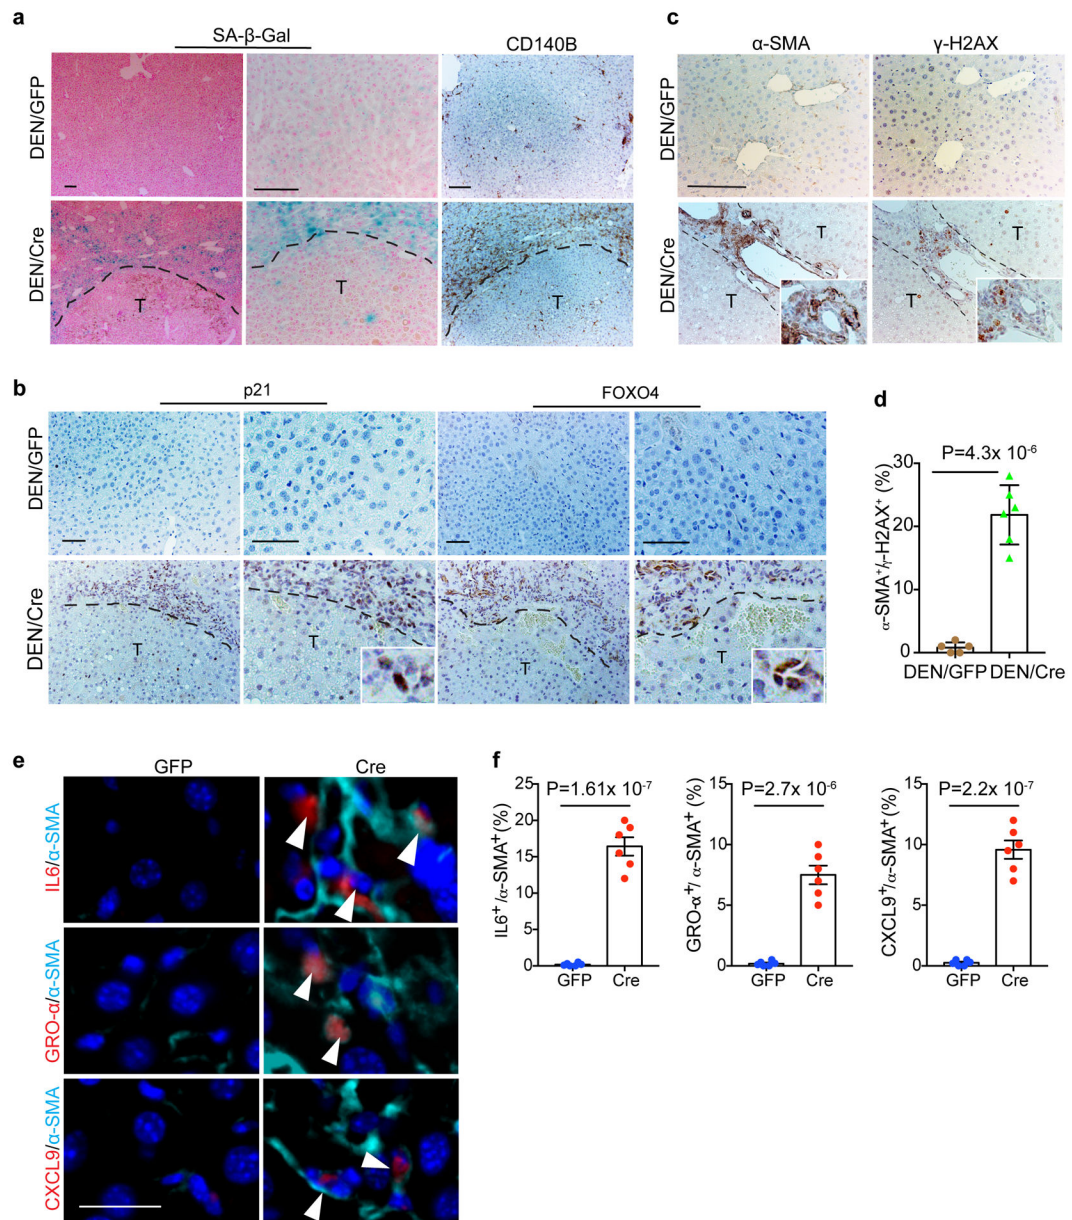 a
SA-β-Gal
CD140B
DEN/GFP
DEN/Cre
T
T
T
c
α-SMA
γ-H2AX
DEN/GFP
DEN/Cre
T
T
T
T
b
p21
FOXO4
DEN/GFP
DEN/Cre
T
T
T
T
d
P=4.3x 10⁻⁶
α-SMA⁺/γ-H2AX⁺ (%)
30
20
10
0
DEN/GFP DEN/Cre
e
GFP
Cre
IL6/α-SMA
GRO-α/α-SMA
CXCL9/α-SMA
f
P=1.61x 10⁻⁷
IL6⁺/α-SMA⁺(%)
25
20
15
10
5
0
GFP Cre
P=2.7x 10⁻⁶
GRO-α⁺/ α-SMA⁺ (%)
15
10
5
0
GFP Cre
P=2.2x 10⁻⁷
CXCL9⁺/α-SMA⁺ (%)
15
10
5
0
GFP Cre